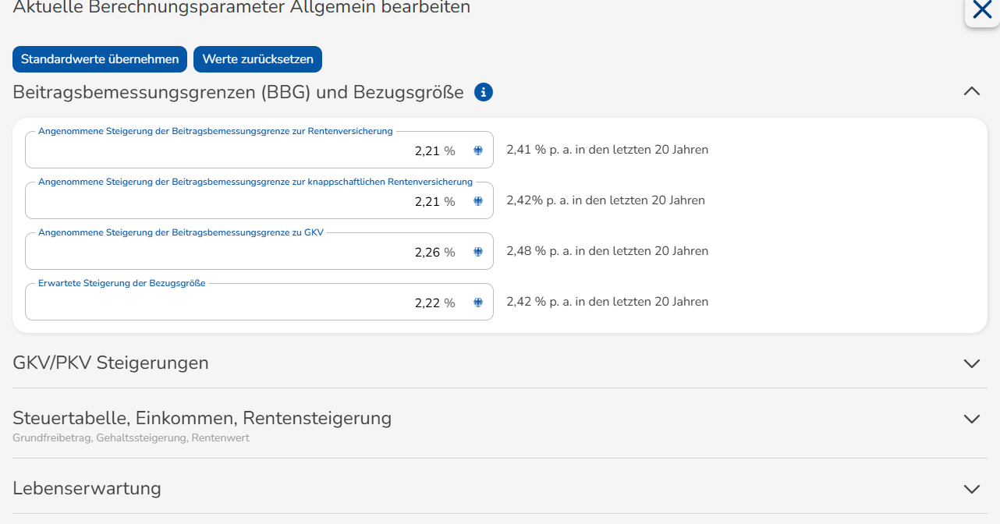 Aktuelle Berechnungsparameter Allgemein bearbeiten
Standardwerte übernehmen Werte zurücksetzen
Beitragsbemessungsgrenzen (BBG) und Bezugsgröße
Angenommene Steigerung der Beitragsbemessungsgrenze zur Rentenversicherung
2,21 % 2,41 % p. a. in den letzten 20 Jahren
Angenommene Steigerung der Beitragsbemessungsgrenze zur knappschaftlichen Rentenversicherung
2,21 % 2,42% p. a. in den letzten 20 Jahren
Angenommene Steigerung der Beitragsbemessungsgrenze zu GKV
2,26 % 2,48 % p. a. in den letzten 20 Jahren
Erwartete Steigerung der Bezugsgröße
2,22 % 2,42 % p. a. in den letzten 20 Jahren
GKV/PKV Steigerungen
Steuertabelle, Einkommen, Rentensteigerung
Grundfreibetrag, Gehaltssteigerung, Rentenwert
Lebenserwartung